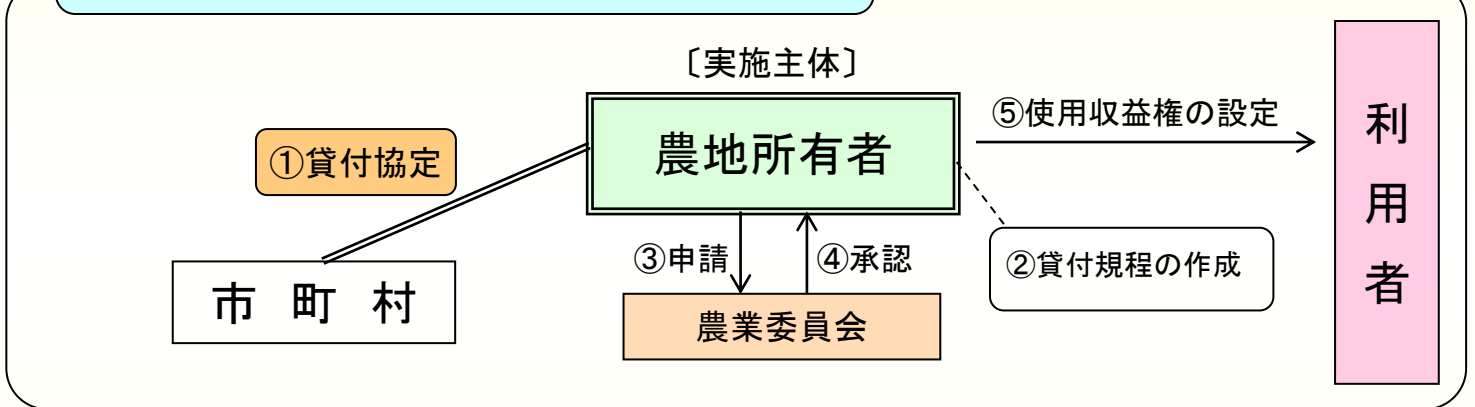 〔実施主体〕
農地所有者
⑤使用収益権の設定
利用者
①貸付協定
③申請
④承認
②貸付規程の作成
市 町 村
農業委員会